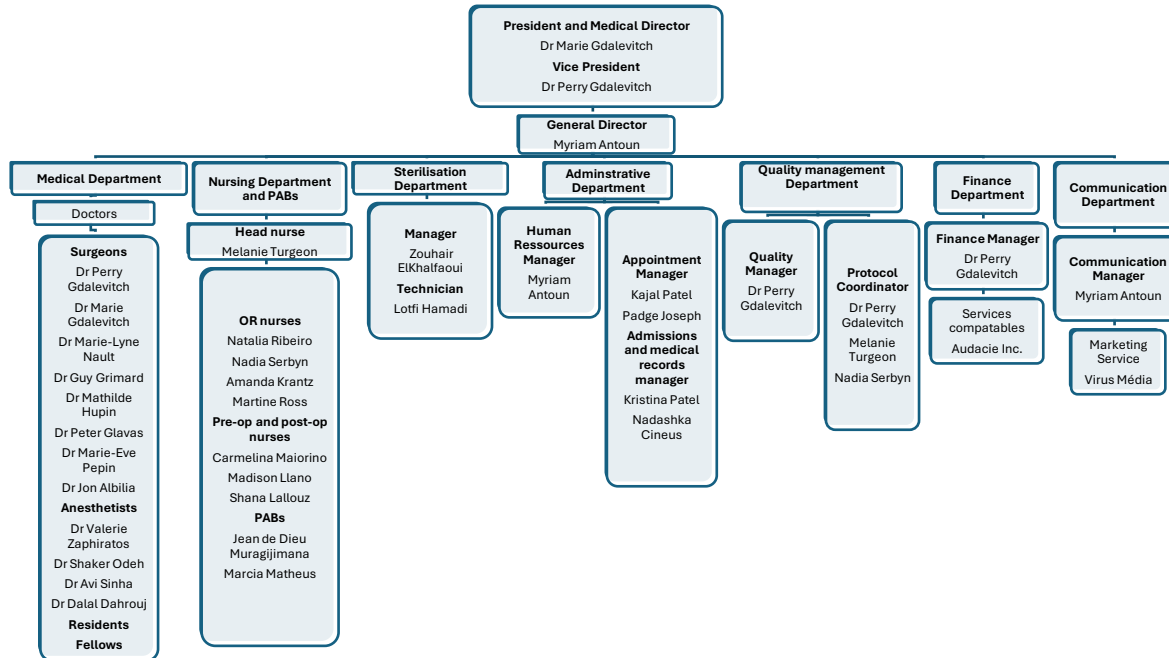 President and Medical Director
Dr Marie Gdalevitch
Vice President
Dr Perry Gdalevitch
General Director
Myriam Antoun
Medical Department
Doctors
Surgeons
Dr Perry
Gdalevitch
Dr Marie
Gdalevitch
Dr Marie-Lyne
Nault
Dr Guy Grimard
Dr Mathilde
Hupin
Dr Peter Glavas
Dr Marie-Eve
Pepin
Dr Jon Albilia
Anesthetists
Dr Valerie
Zaphiratos
Dr Shaker Odeh
Dr Avi Sinha
Dr Dalal Dahrouj
Residents
Fellows
Nursing Department
and PABs
Head nurse
Melanie Turgeon
OR nurses
Natalia Ribeiro
Nadia Serbyn
Amanda Krantz
Martine Ross
Pre-op and post-op
nurses
Carmelina Maiorino
Madison Llano
Shana Lallouz
PABs
Jean de Dieu
Muragijimana
Marcia Matheus
Sterilisation
Department
Manager
Zouhair
ElKhalfaoui
Technician
Lotfi Hamadi
Adminstrative
Department
Human
Ressources
Manager
Myriam
Antoun
Appointment
Manager
Kajal Patel
Padge Joseph
Admissions and
medical
records
manager
Kristina Patel
Nadashka
Cineus
Quality management
Department
Quality
Manager
Dr Perry
Gdalevitch
Protocol
Coordinator
Dr Perry
Gdalevitch
Melanie
Turgeon
Nadia Serbyn
Finance
Department
Finance Manager
Dr Perry
Gdalevitch
Services
compatables
Audacie Inc.
Communication
Department
Communication
Manager
Myriam Antoun
Marketing
Service
Virus Média